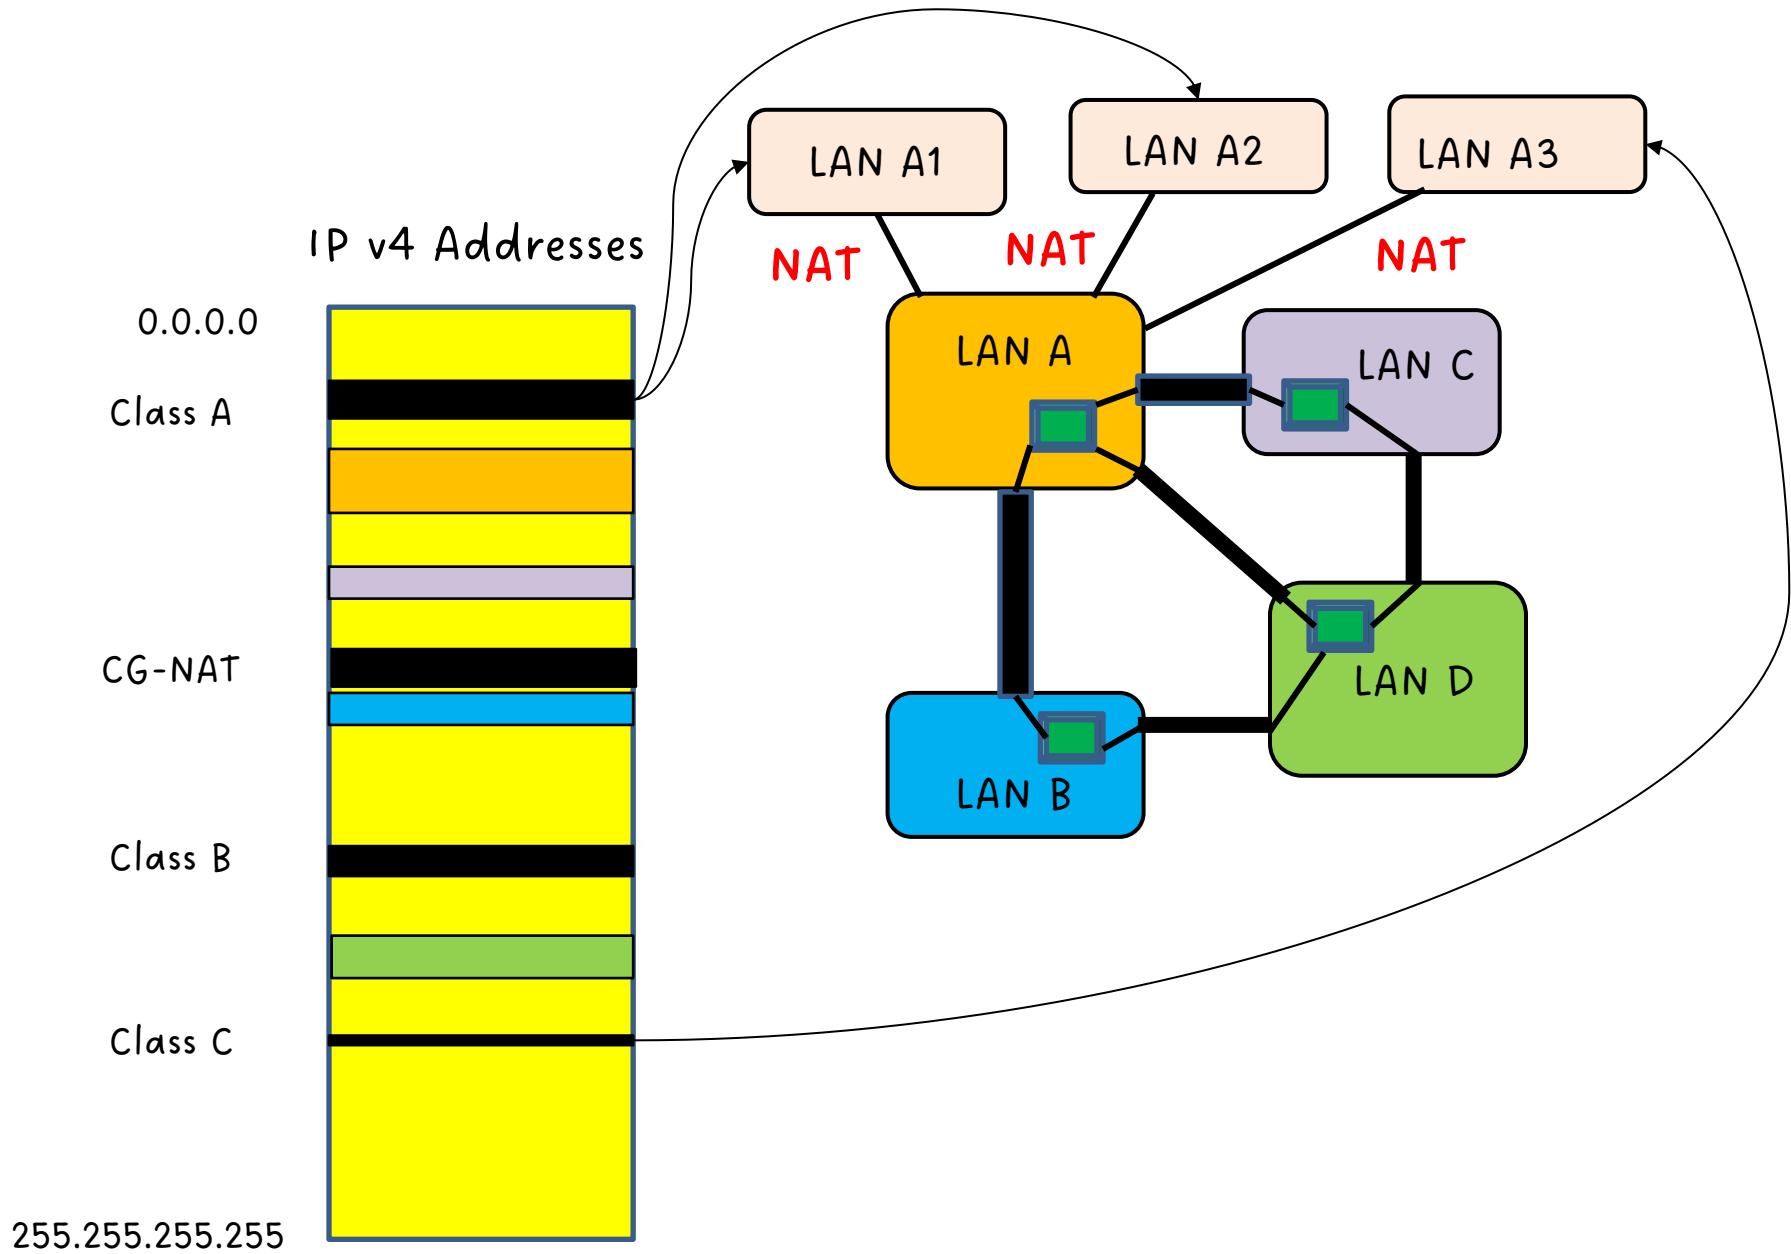 LAN A1
LAN A2
LAN A3
IP v4 Addresses
NAT
NAT
NAT
0.0.0.0
LAN A
LAN C
Class A
CG-NAT
LAN D
LAN B
Class B
Class C
255.255.255.255